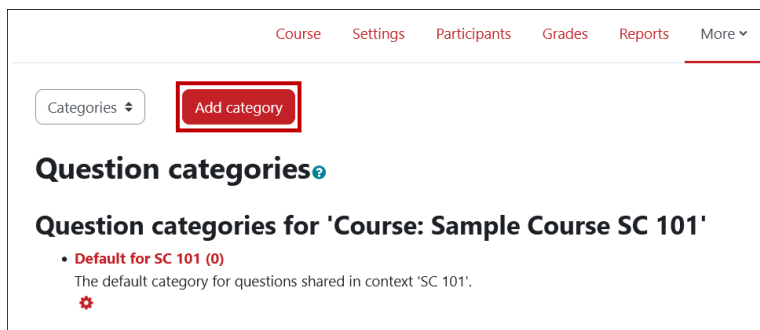 Course Settings Participants Grades Reports More
Categories Add category
Question categories
Question categories for 'Course: Sample Course SC 101'
Default for SC 101 (0)
The default category for questions shared in context 'SC 101'.